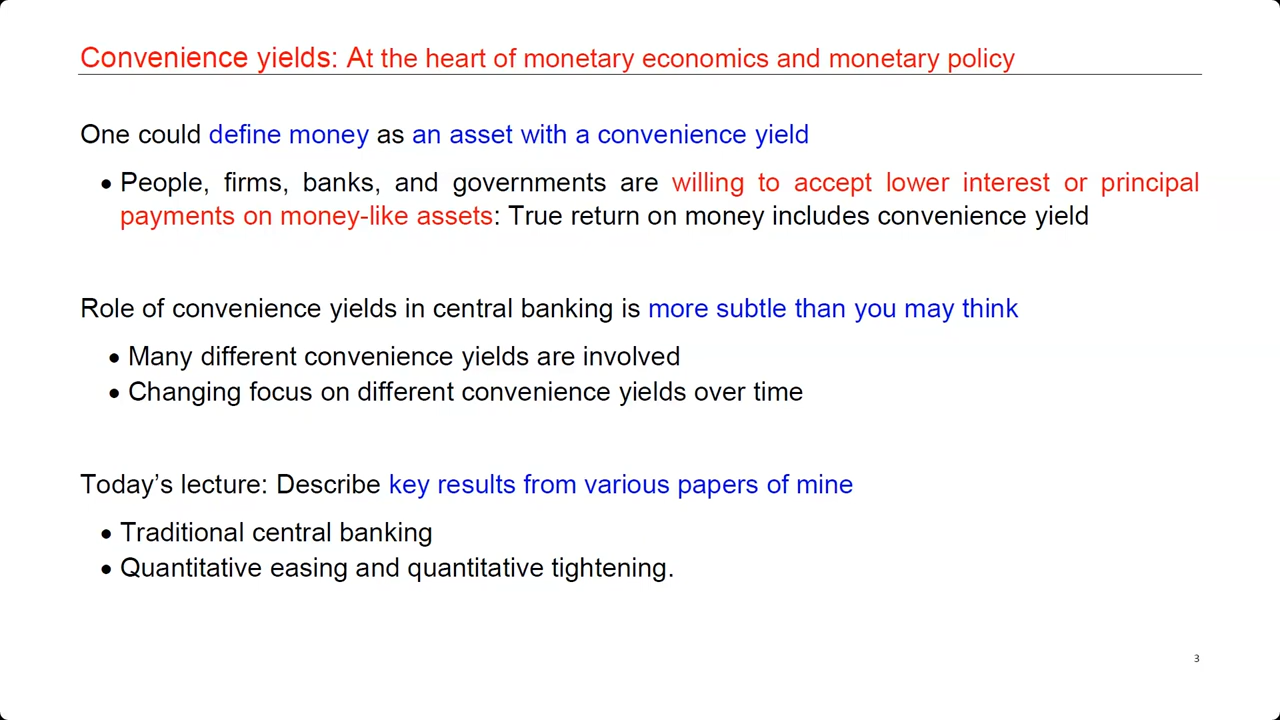 Convenience yields: At the heart of monetary economics and monetary policy
One could define money as an asset with a convenience yield
• People, firms, banks, and governments are willing to accept lower interest or principal
payments on money-like assets: True return on money includes convenience yield
Role of convenience yields in central banking is more subtle than you may think
• Many different convenience yields are involved
• Changing focus on different convenience yields over time
Today’s lecture: Describe key results from various papers of mine
• Traditional central banking
• Quantitative easing and quantitative tightening.
3